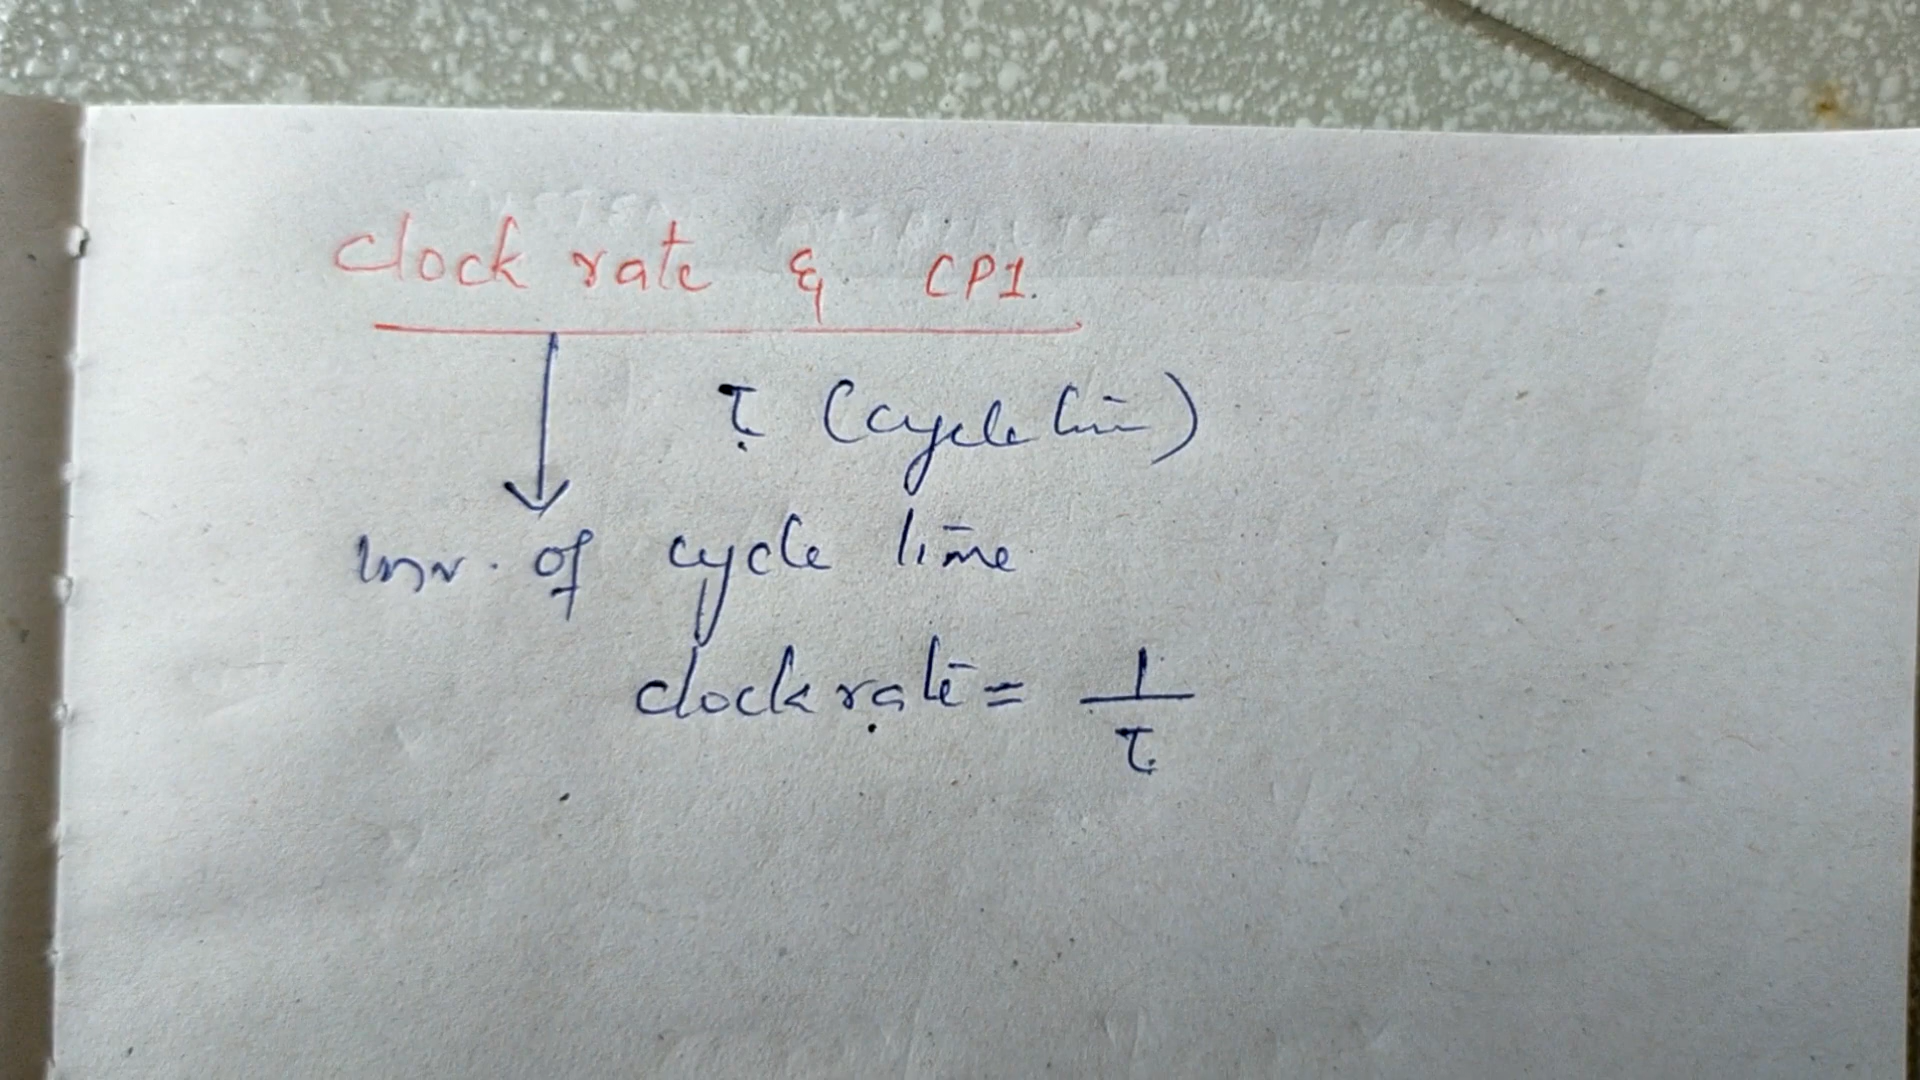 clock rate & CPI.
τ (cycle time)
inv. of cycle time
clock rate = 1/τ